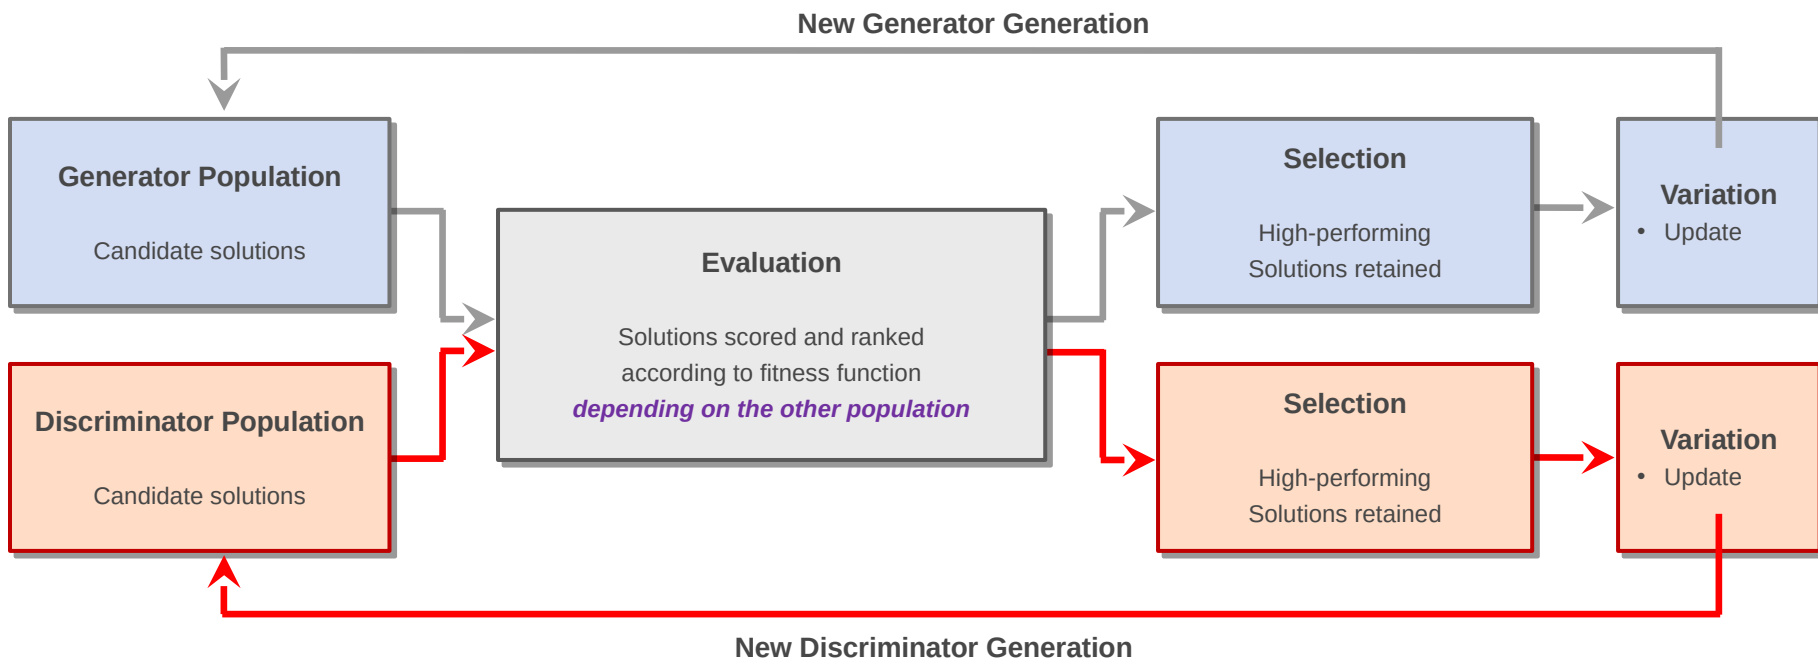 New Generator Generation
Generator Population
Candidate solutions
Discriminator Population
Candidate solutions
Evaluation
Solutions scored and ranked
according to fitness function
depending on the other population
Selection
High-performing
Solutions retained
Variation
• Update
Selection
High-performing
Solutions retained
Variation
• Update
New Discriminator Generation